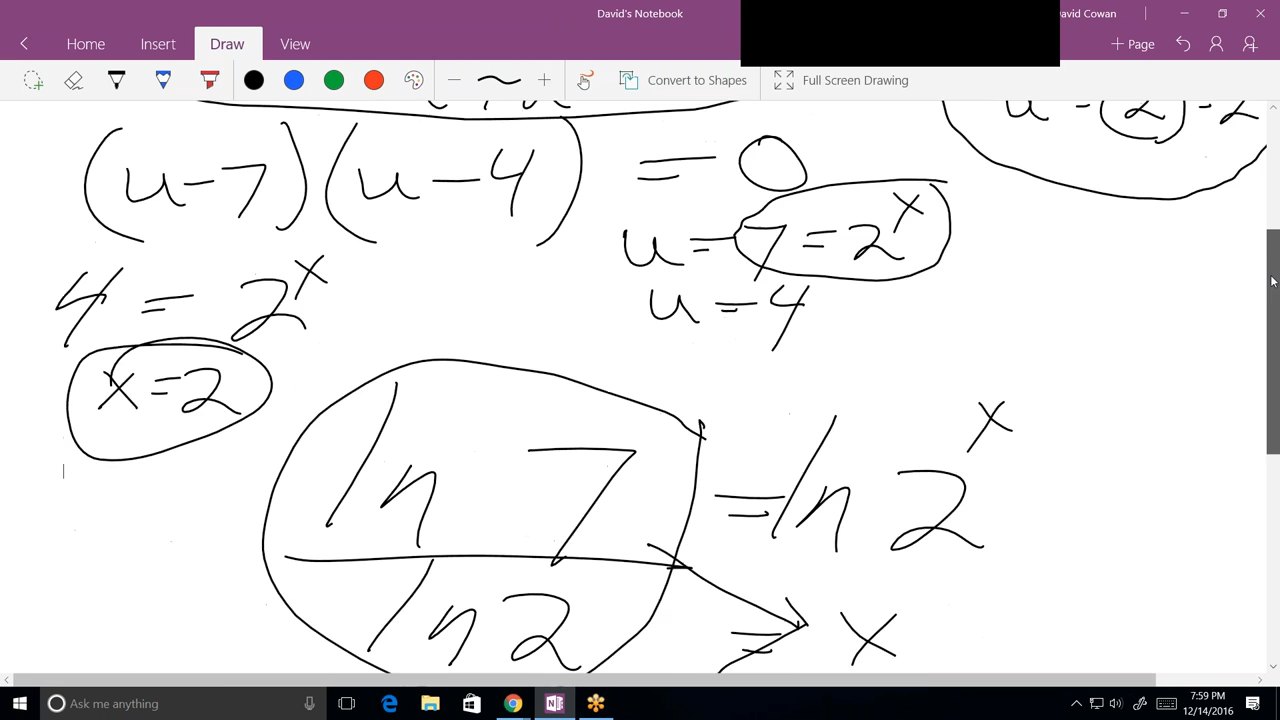 David's Notebook
avid Cowan
Home Insert Draw View
+ Page
Convert to Shapes Full Screen Drawing
(u-7)(u-4) = 0
u = 7 = 2^x
u = 4
4 = 2^x
x = 2
ln 7 = ln 2^x
ln 2 = x
Ask me anything
7:59 PM
12/14/2016